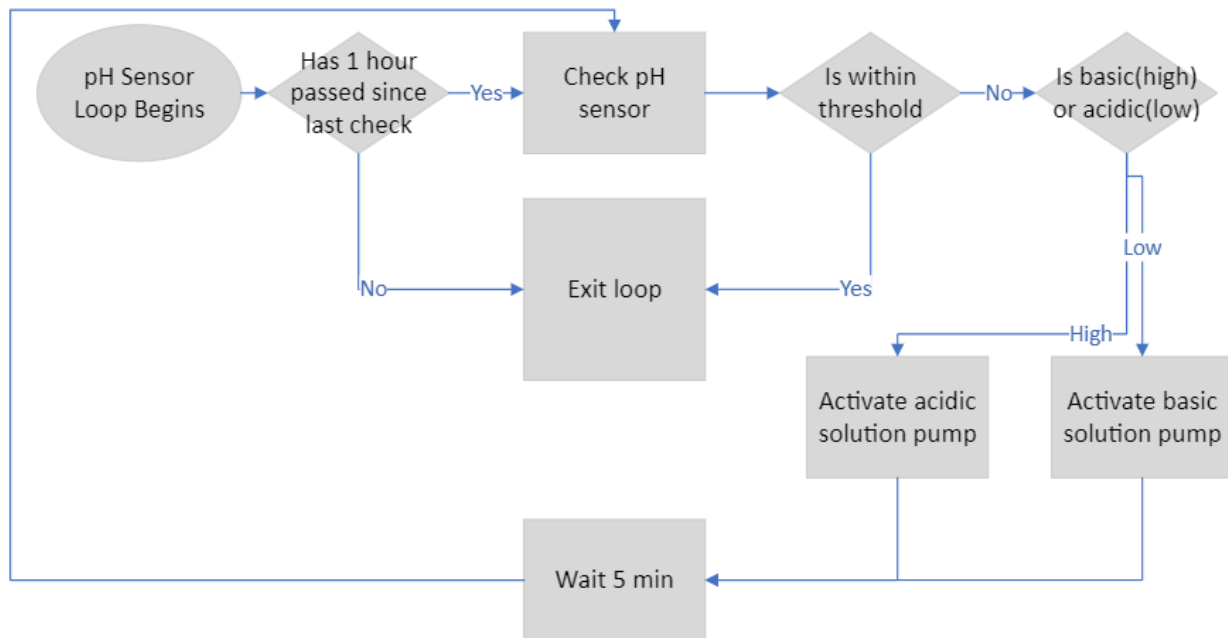 pH Sensor
Loop Begins
Has 1 hour
passed since
last check
Yes
Check pH
sensor
Is within
threshold
No
Is basic(high)
or acidic(low)
Low
No
Exit loop
Yes
High
Activate acidic
solution pump
Activate basic
solution pump
Wait 5 min